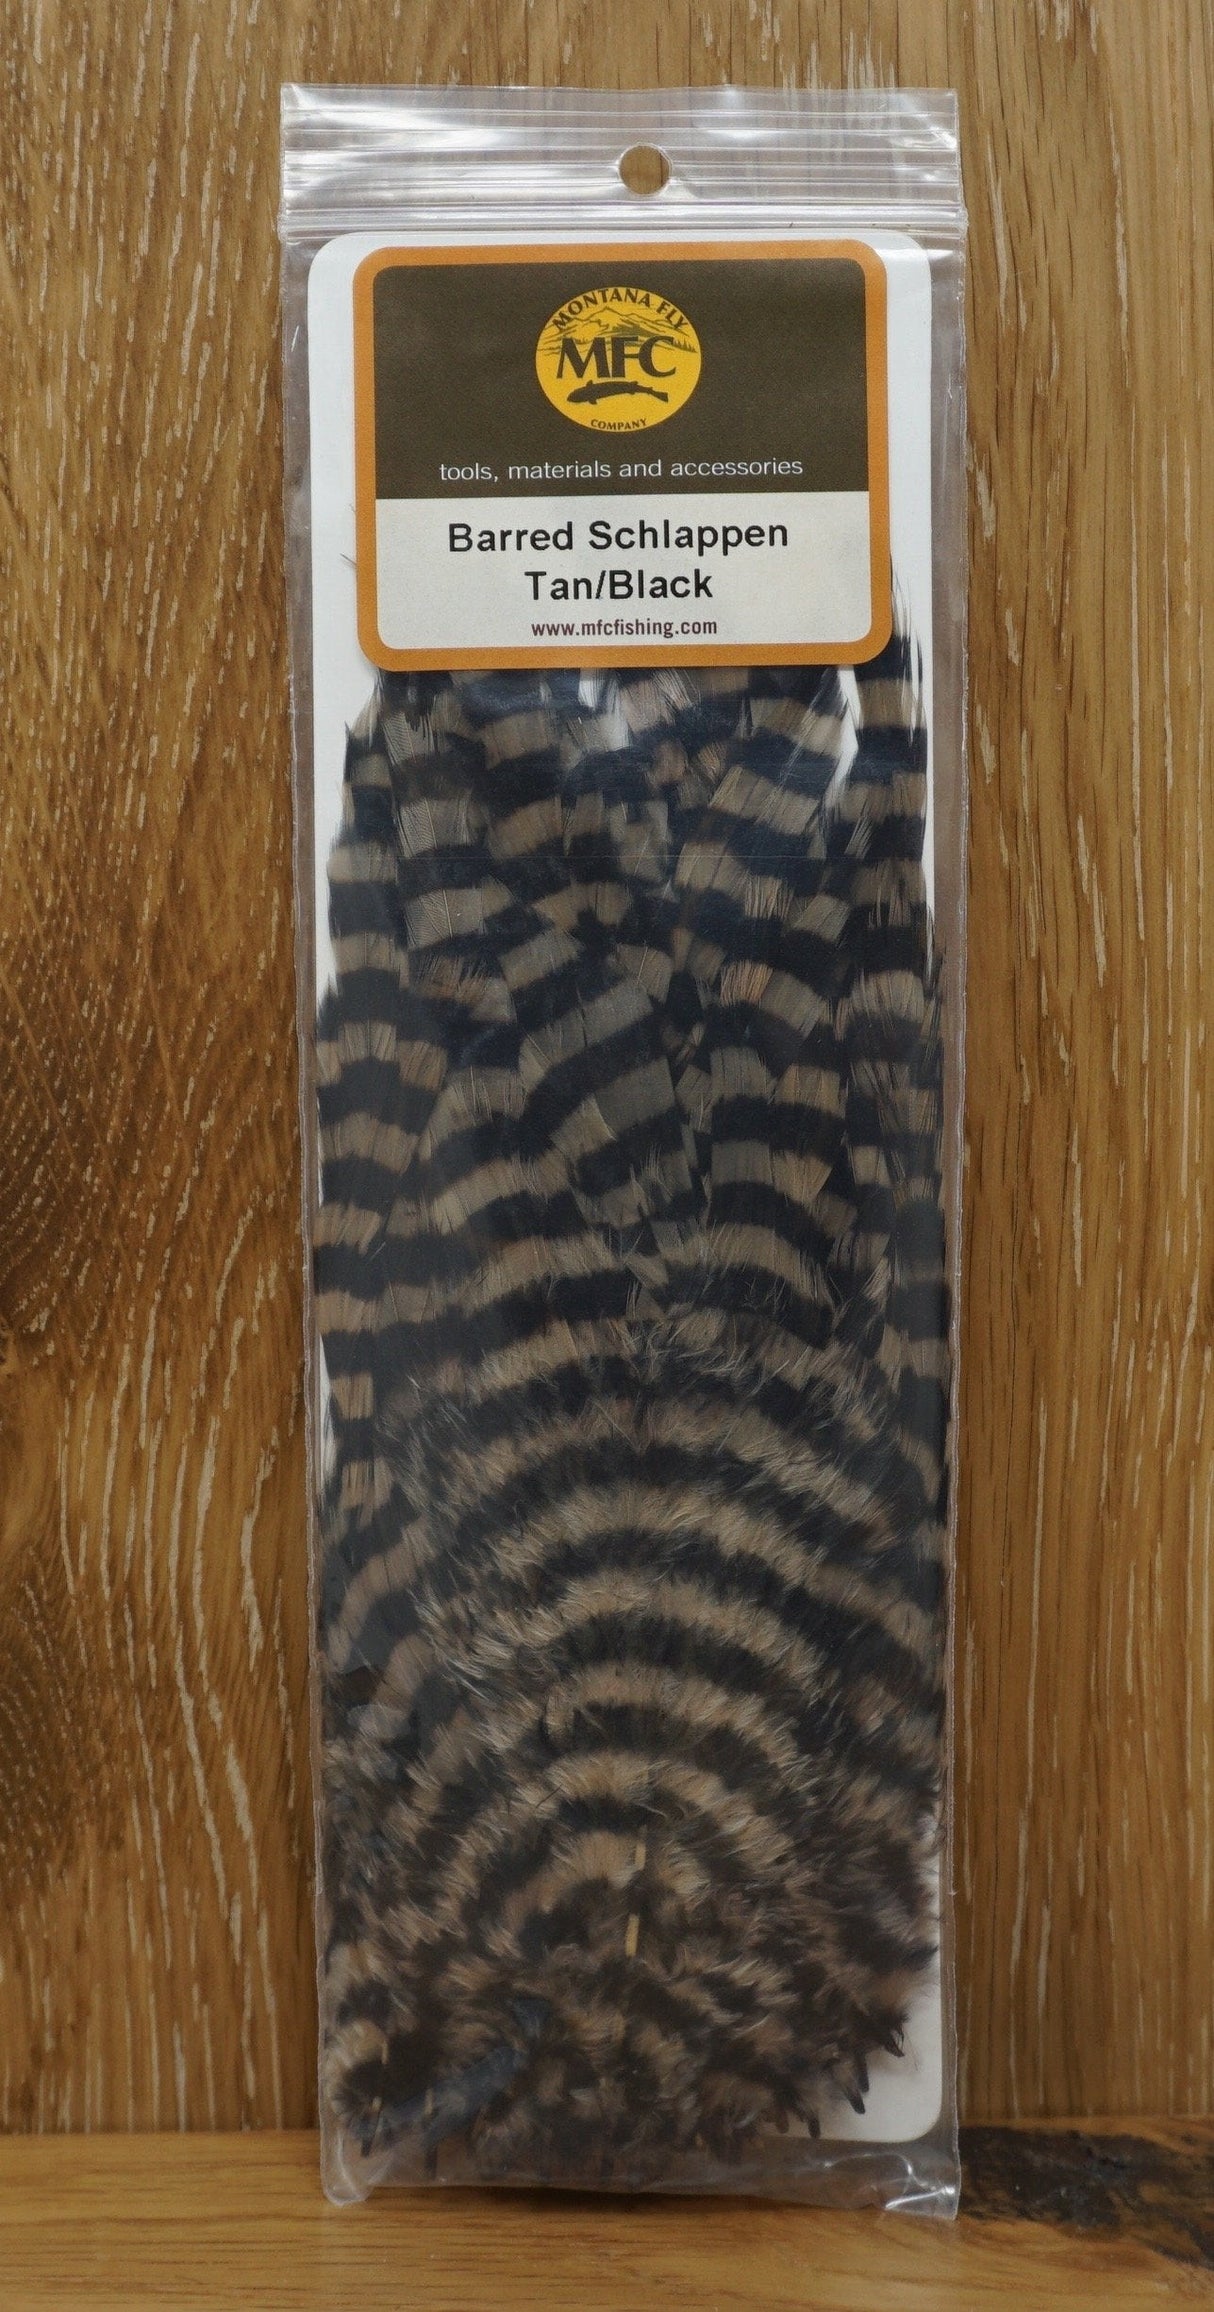 MONTANA FLY
MFC
COMPANY
tools, materials and accessories
Barred Schlappen
Tan/Black
www.mfcfishing.com